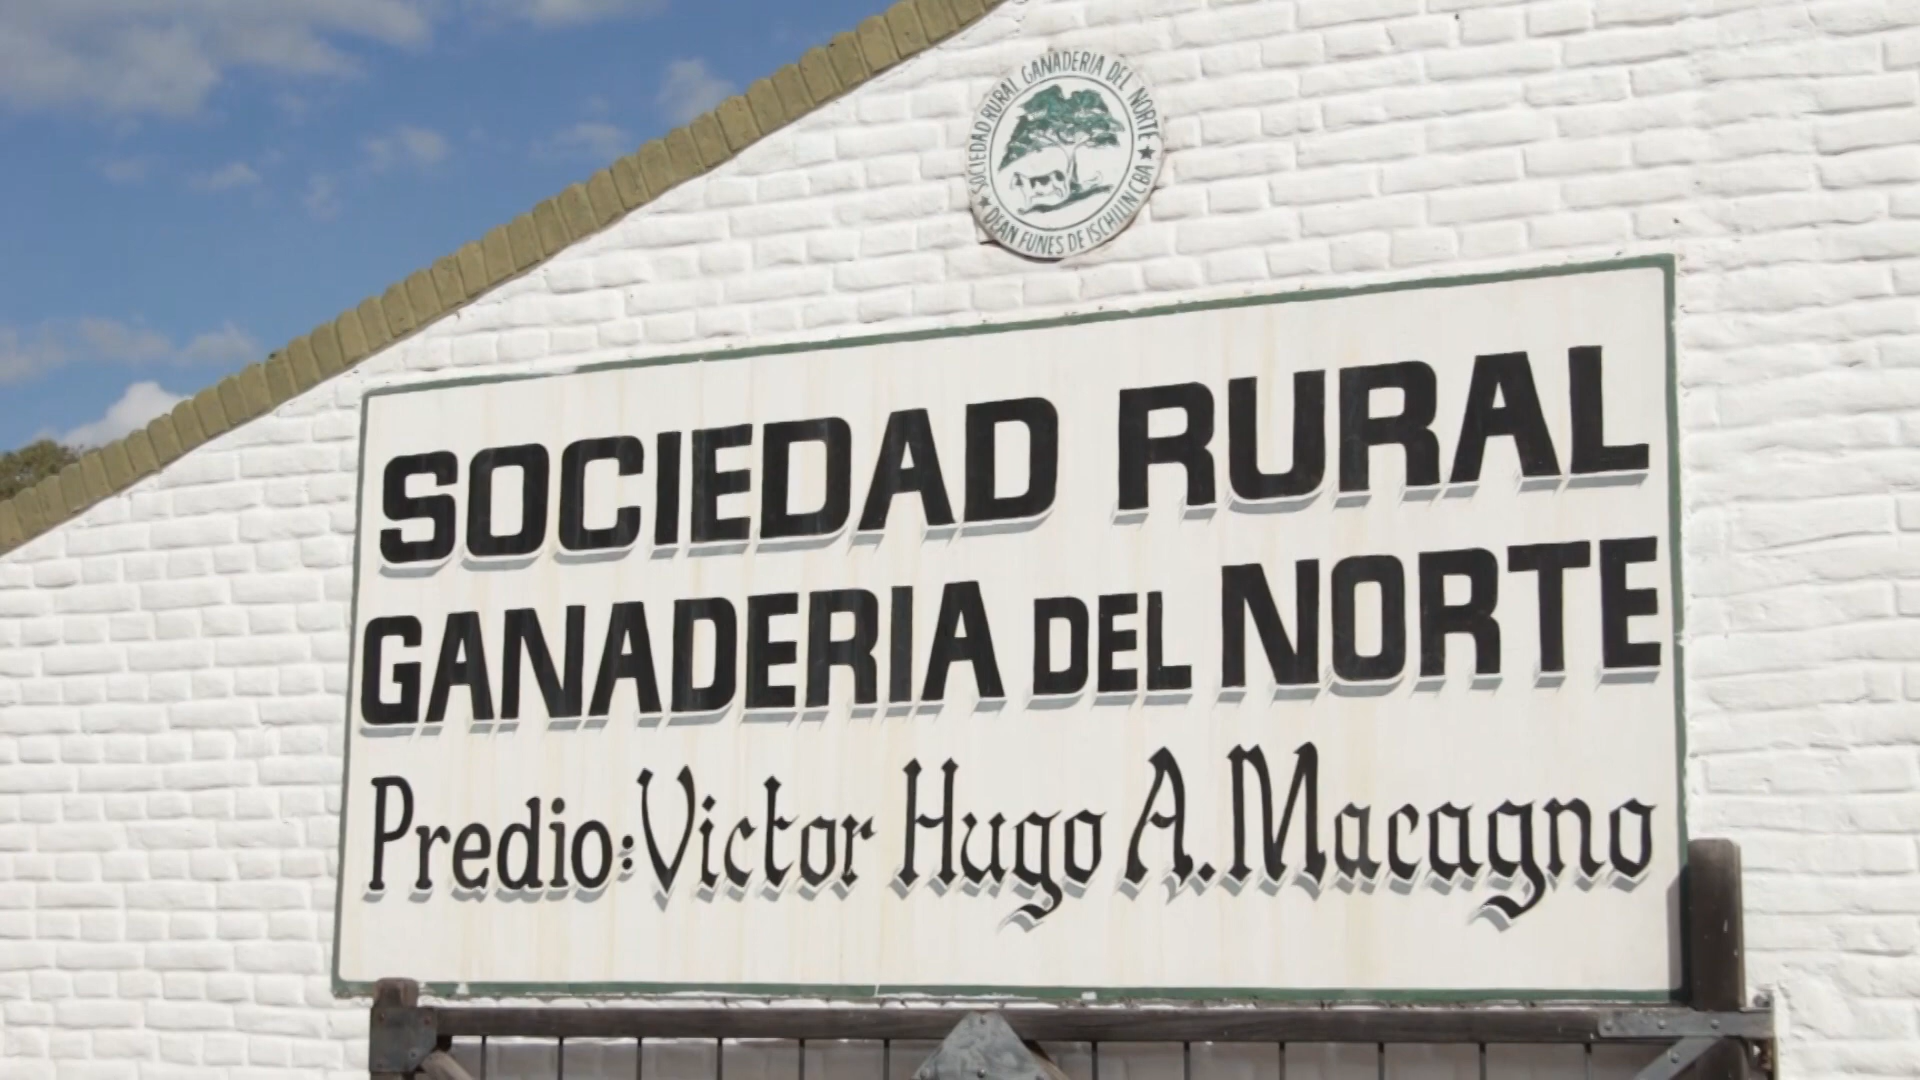 SOCIEDAD RURAL GANADERIA DEL NORTE
★ DEAN FUNES DE ISCHILIN CBA ★
SOCIEDAD RURAL
GANADERIA DEL NORTE
Predio: Victor Hugo A. Macagno